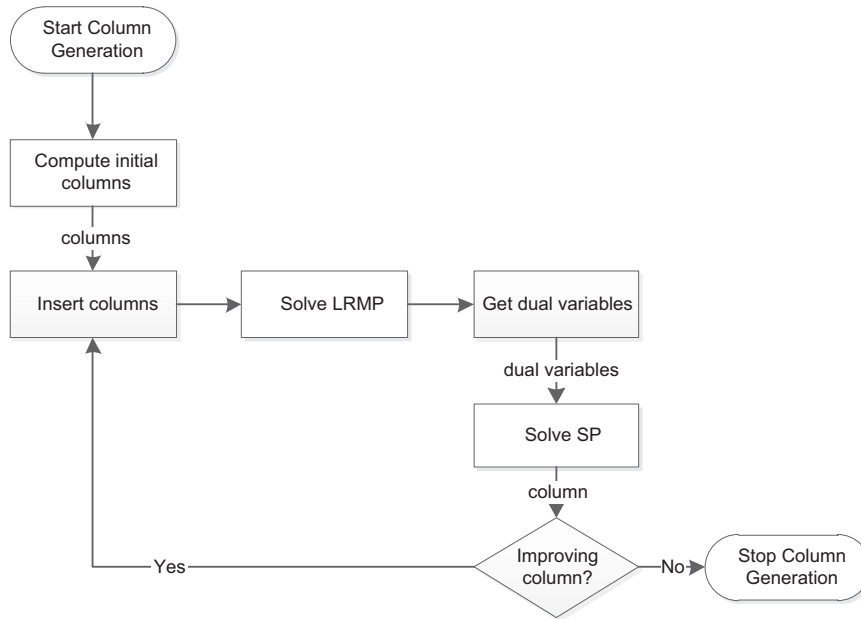 Start Column
Generation
Compute initial
columns
columns
Insert columns
Solve LRMP
Get dual variables
dual variables
Solve SP
column
Improving
column?
Yes
No
Stop Column
Generation